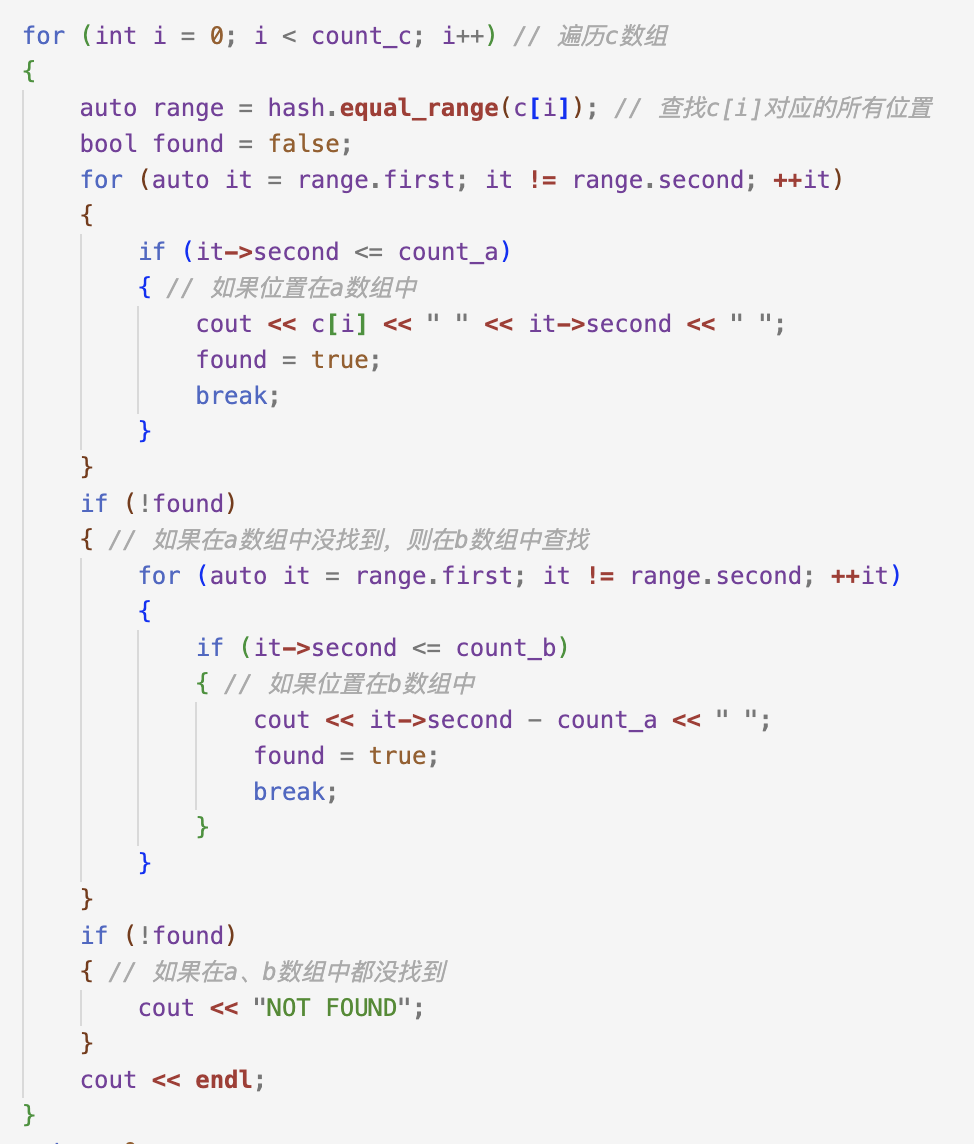 for (int i = 0; i < count_c; i++) // 遍历c数组
{
    auto range = hash.equal_range(c[i]); // 查找c[i]对应的所有位置
    bool found = false;
    for (auto it = range.first; it != range.second; ++it)
    {
        if (it->second <= count_a)
        { // 如果位置在a数组中
            cout << c[i] << " " << it->second << " ";
            found = true;
            break;
        }
    }
    if (!found)
    { // 如果在a数组中没找到，则在b数组中查找
        for (auto it = range.first; it != range.second; ++it)
        {
            if (it->second <= count_b)
            { // 如果位置在b数组中
                cout << it->second - count_a << " ";
                found = true;
                break;
            }
        }
    }
    if (!found)
    { // 如果在a、b数组中都没找到
        cout << "NOT FOUND";
    }
    cout << endl;
}